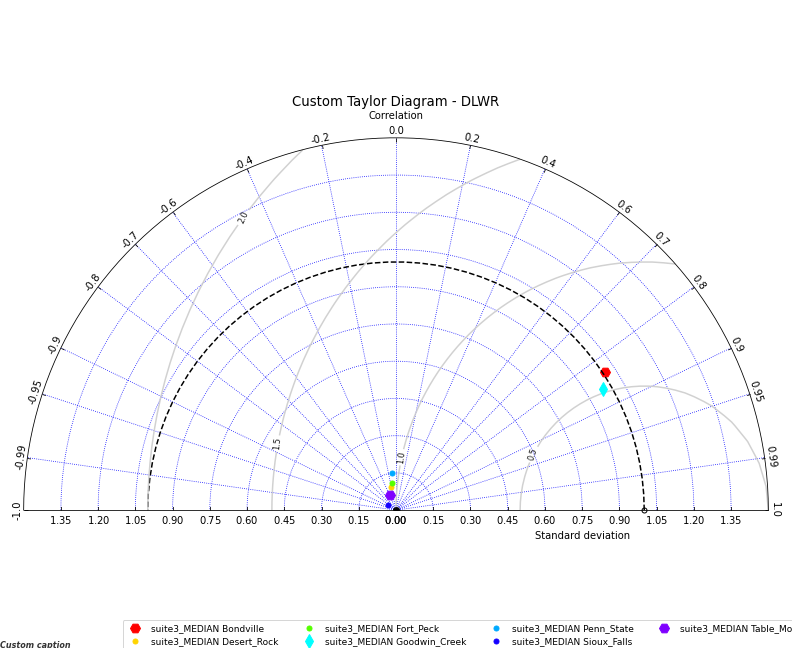 Custom Taylor Diagram - DLWR
Correlation
0.0
-0.2 0.2
-0.4 0.4
-0.6 0.6
-0.7 0.7
-0.8 0.8
-0.9 0.9
-0.95 0.95
-0.99 0.99
-1.0 1.0
2.0
1.5 1.0 0.5
1.35 1.20 1.05 0.90 0.75 0.60 0.45 0.30 0.15 0.00 0.15 0.30 0.45 0.60 0.75 0.90 1.05 1.20 1.35
Standard deviation
suite3_MEDIAN Bondville suite3_MEDIAN Fort_Peck suite3_MEDIAN Penn_State suite3_MEDIAN Table_Mo
suite3_MEDIAN Desert_Rock suite3_MEDIAN Goodwin_Creek suite3_MEDIAN Sioux_Falls
Custom caption